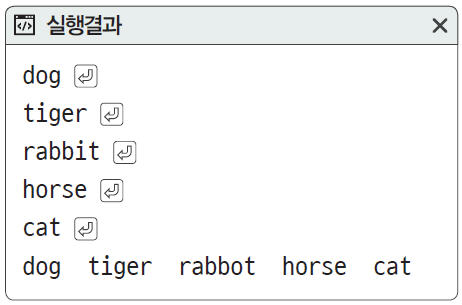 실행결과
dog
tiger
rabbit
horse
cat
dog tiger rabbot horse cat